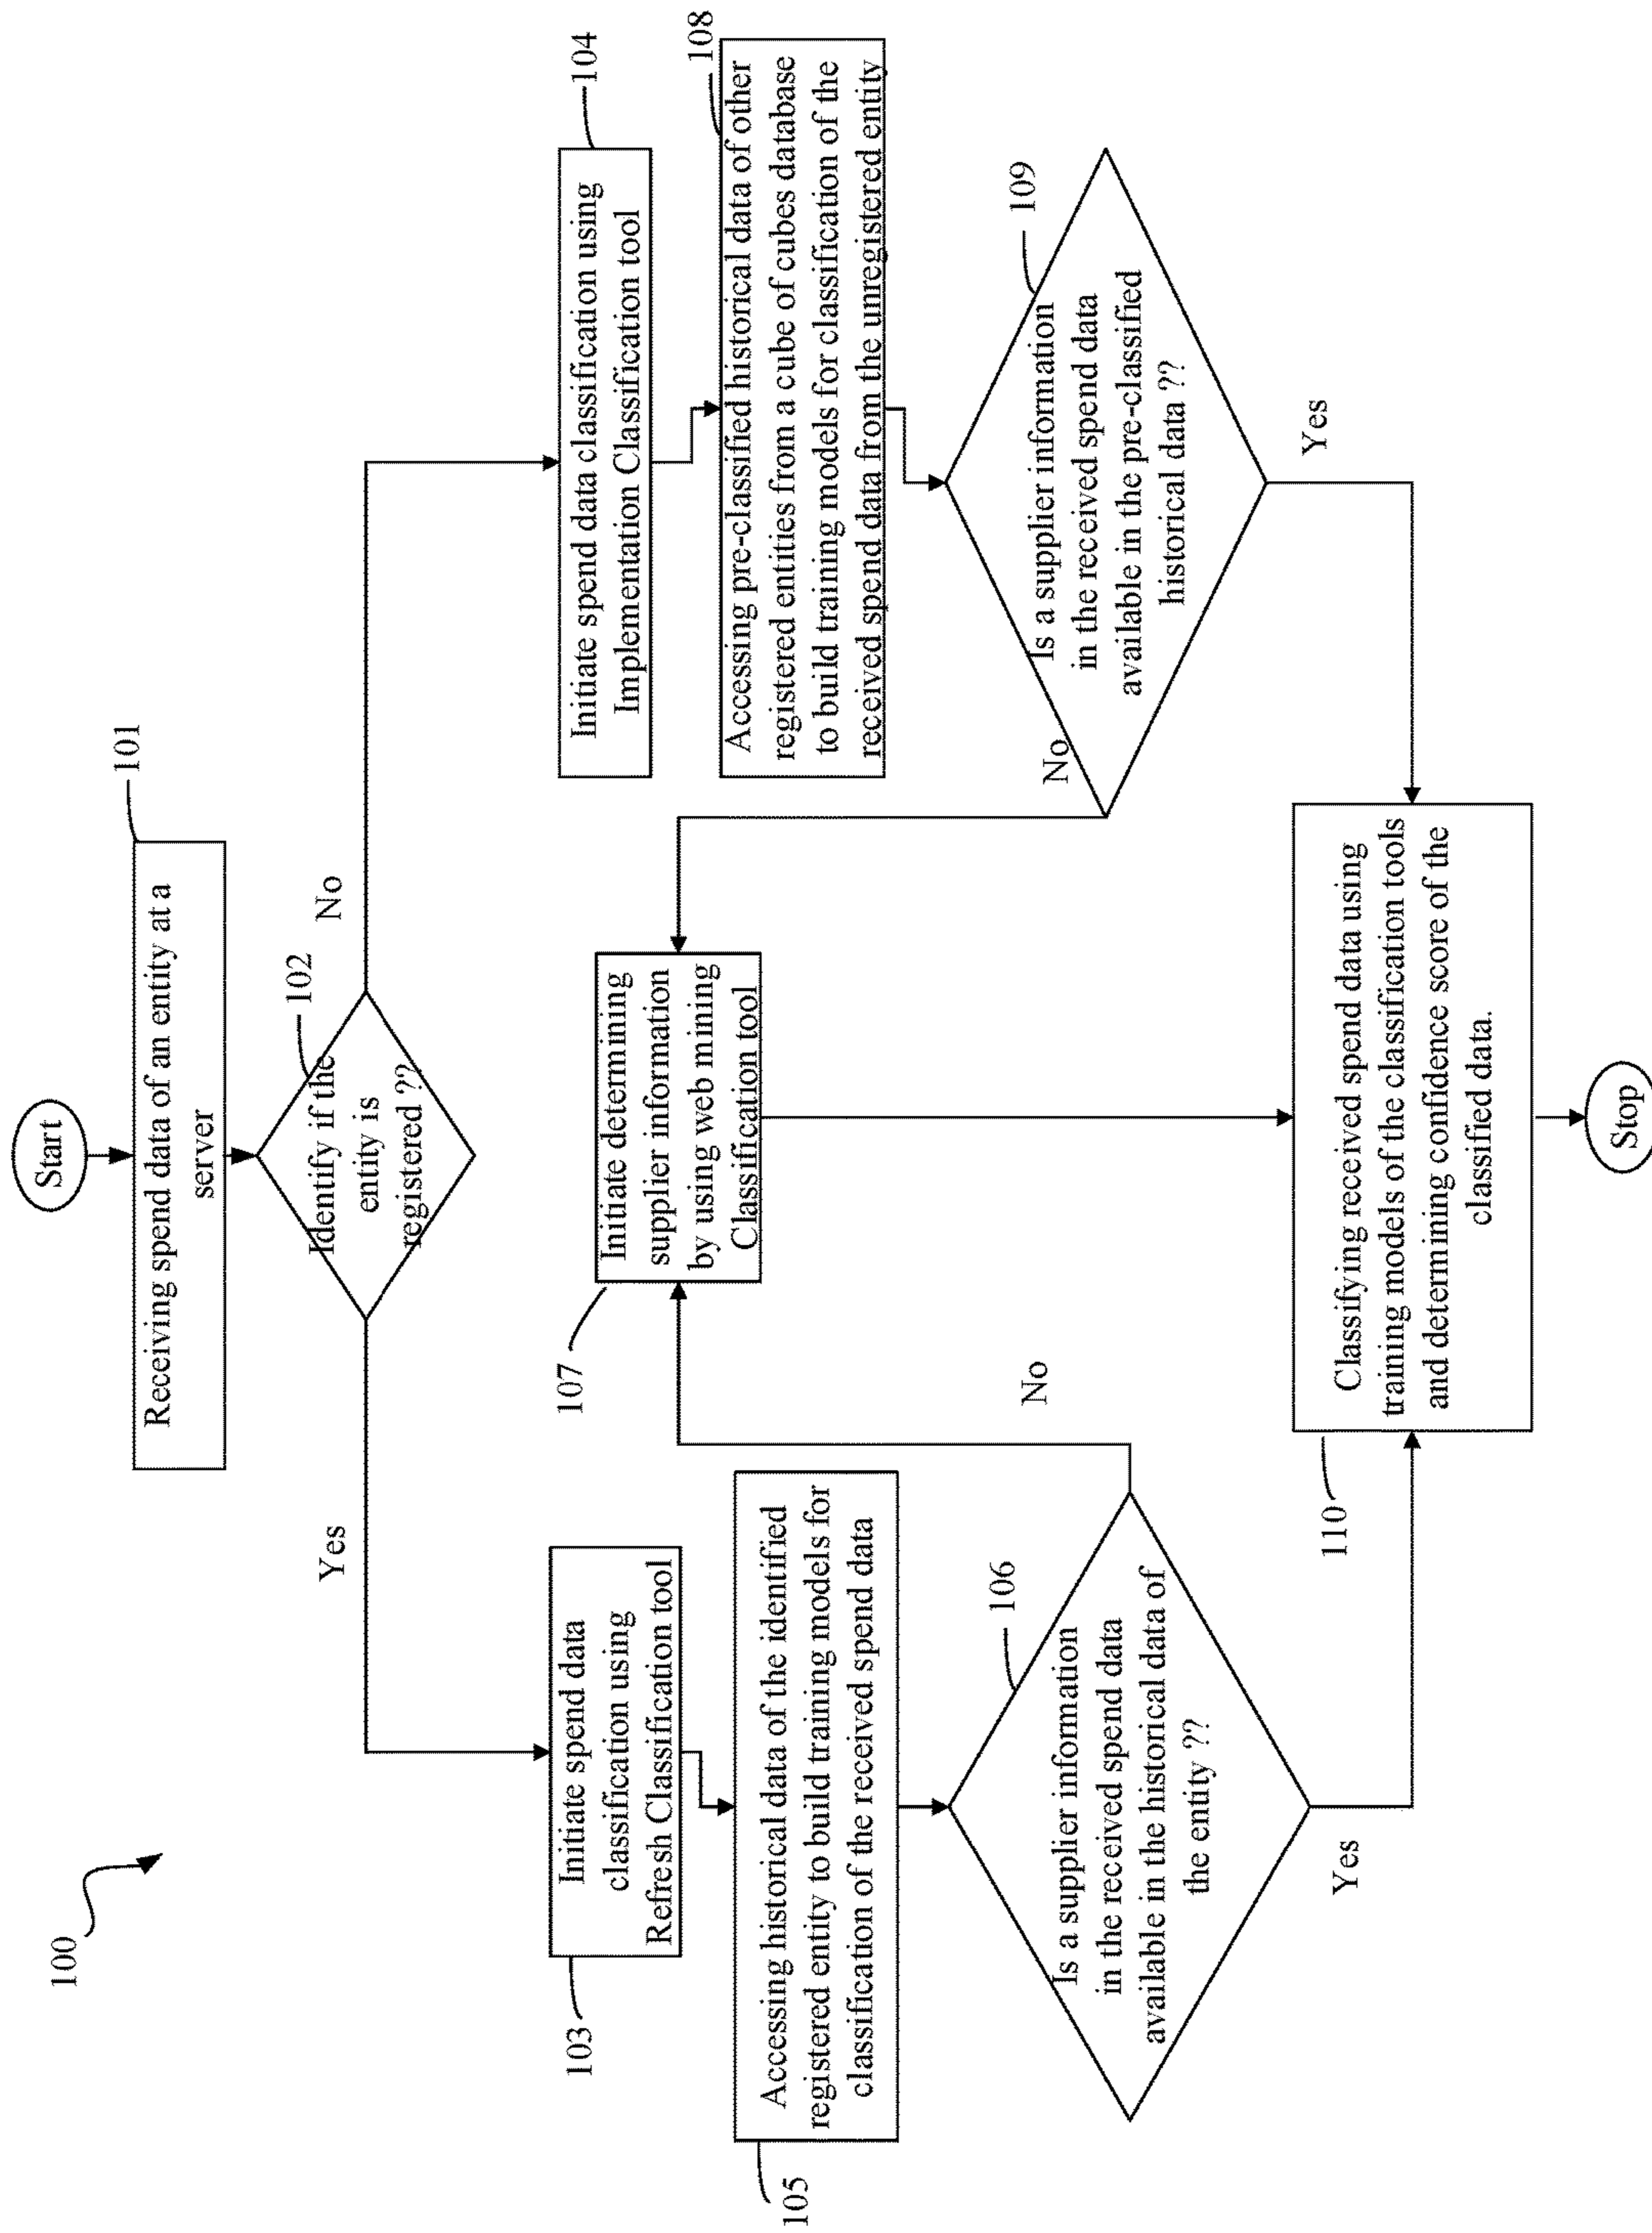 100
Start
101
Receiving spend data of an entity at a
server
102
Identify if the
entity is
registered ??
Yes
No
103
Initiate spend data
classification using
Refresh Classification tool
104
Initiate spend data classification using
Implementation Classification tool
105
Accessing historical data of the identified
registered entity to build training models for
classification of the received spend data
107
Initiate determining
supplier information
by using web mining
Classification tool
108
Accessing pre-classified historical data of other
registered entities from a cube of cubes database
to build training models for classification of the
received spend data from the unregistered entity
106
Is a supplier information
in the received spend data
available in the historical data of
the entity ??
No
Yes
109
Is a supplier information
in the received spend data
available in the pre-classified
historical data ??
No
Yes
110
Classifying received spend data using
training models of the classification tools
and determining confidence score of the
classified data.
Stop